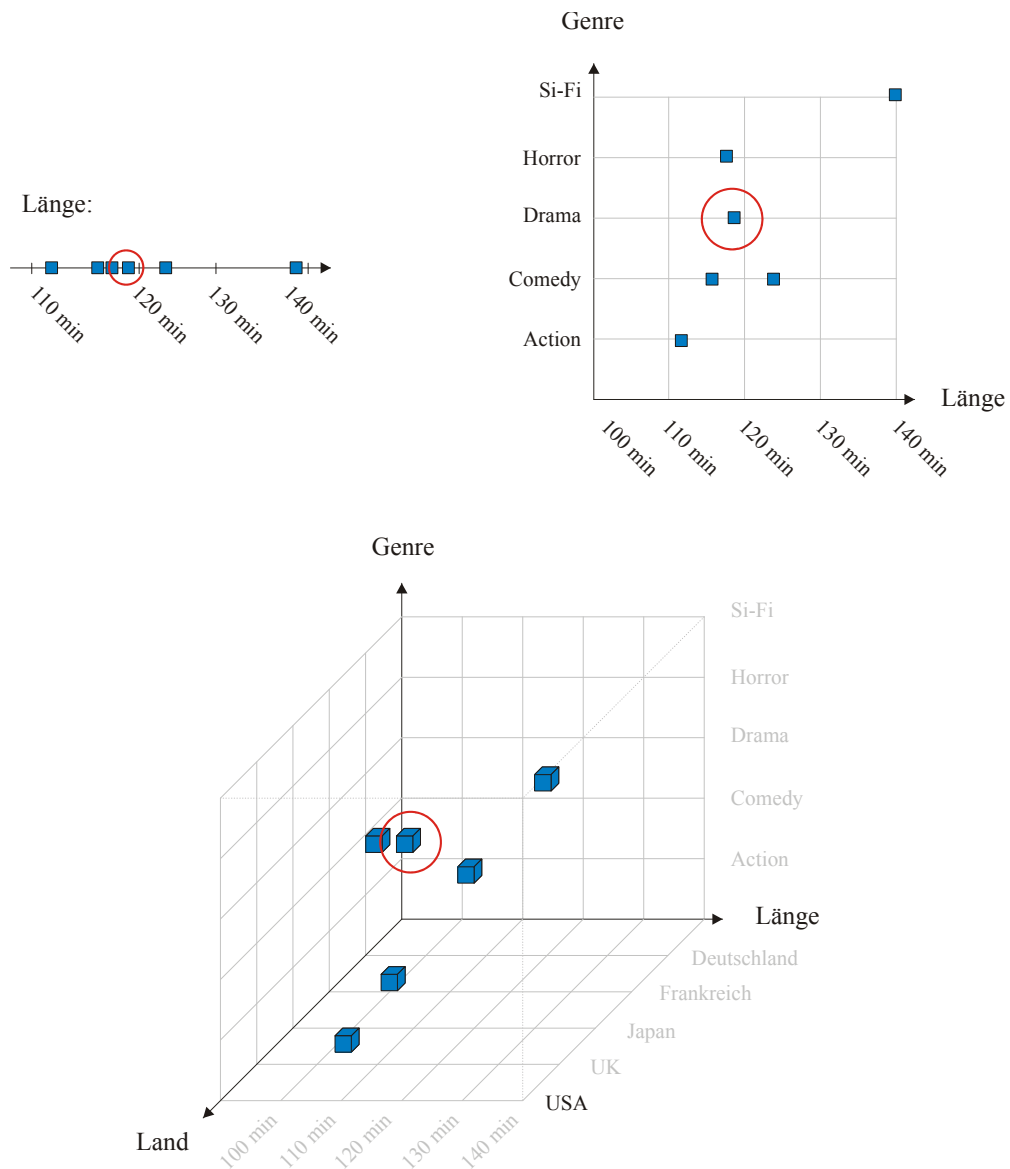 Genre
Si-Fi
Horror
Drama
Comedy
Action
Länge
100 min
110 min
120 min
130 min
140 min
Länge:
110 min
120 min
130 min
140 min
Genre
Si-Fi
Horror
Drama
Comedy
Action
Länge
Deutschland
Frankreich
Japan
UK
USA
Land
100 min
110 min
120 min
130 min
140 min